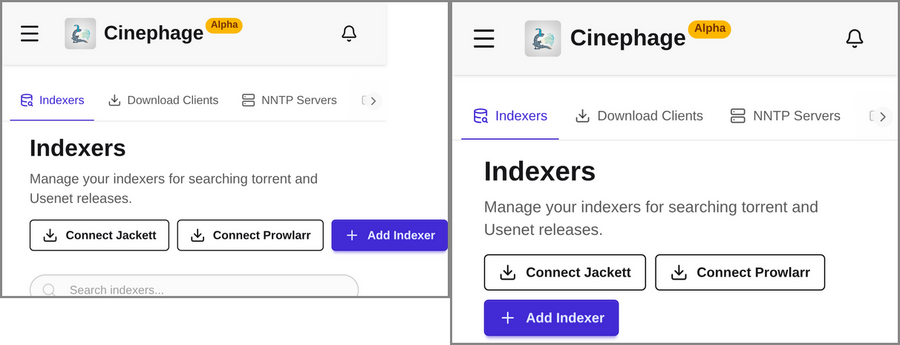 Cinephage Alpha
Indexers Download Clients NNTP Servers
Indexers
Manage your indexers for searching torrent and
Usenet releases.
Connect Jackett Connect Prowlarr + Add Indexer
Search indexers...
Cinephage Alpha
Indexers Download Clients NNTP Servers
Indexers
Manage your indexers for searching torrent and
Usenet releases.
Connect Jackett Connect Prowlarr
+ Add Indexer